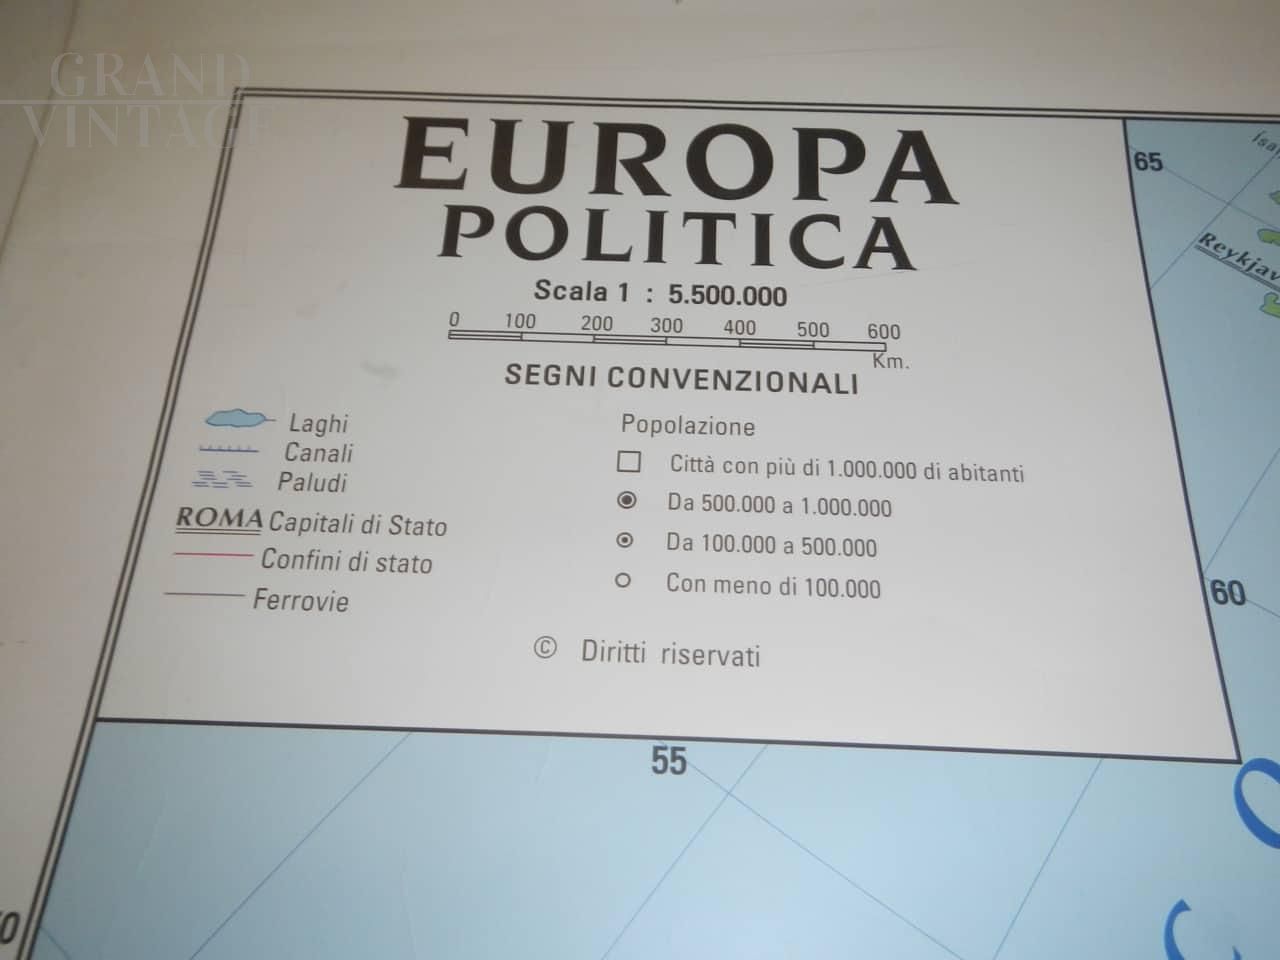 GRAND
VINTAGE
EUROPA
POLITICA
Scala 1 : 5.500.000
0 100 200 300 400 500 600
Km.
SEGNI CONVENZIONALI
Laghi
Canali
Paludi
ROMA Capitali di Stato
Confini di stato
Ferrovie
Popolazione
Città con più di 1.000.000 di abitanti
Da 500.000 a 1.000.000
Da 100.000 a 500.000
Con meno di 100.000
© Diritti riservati
65
60
55